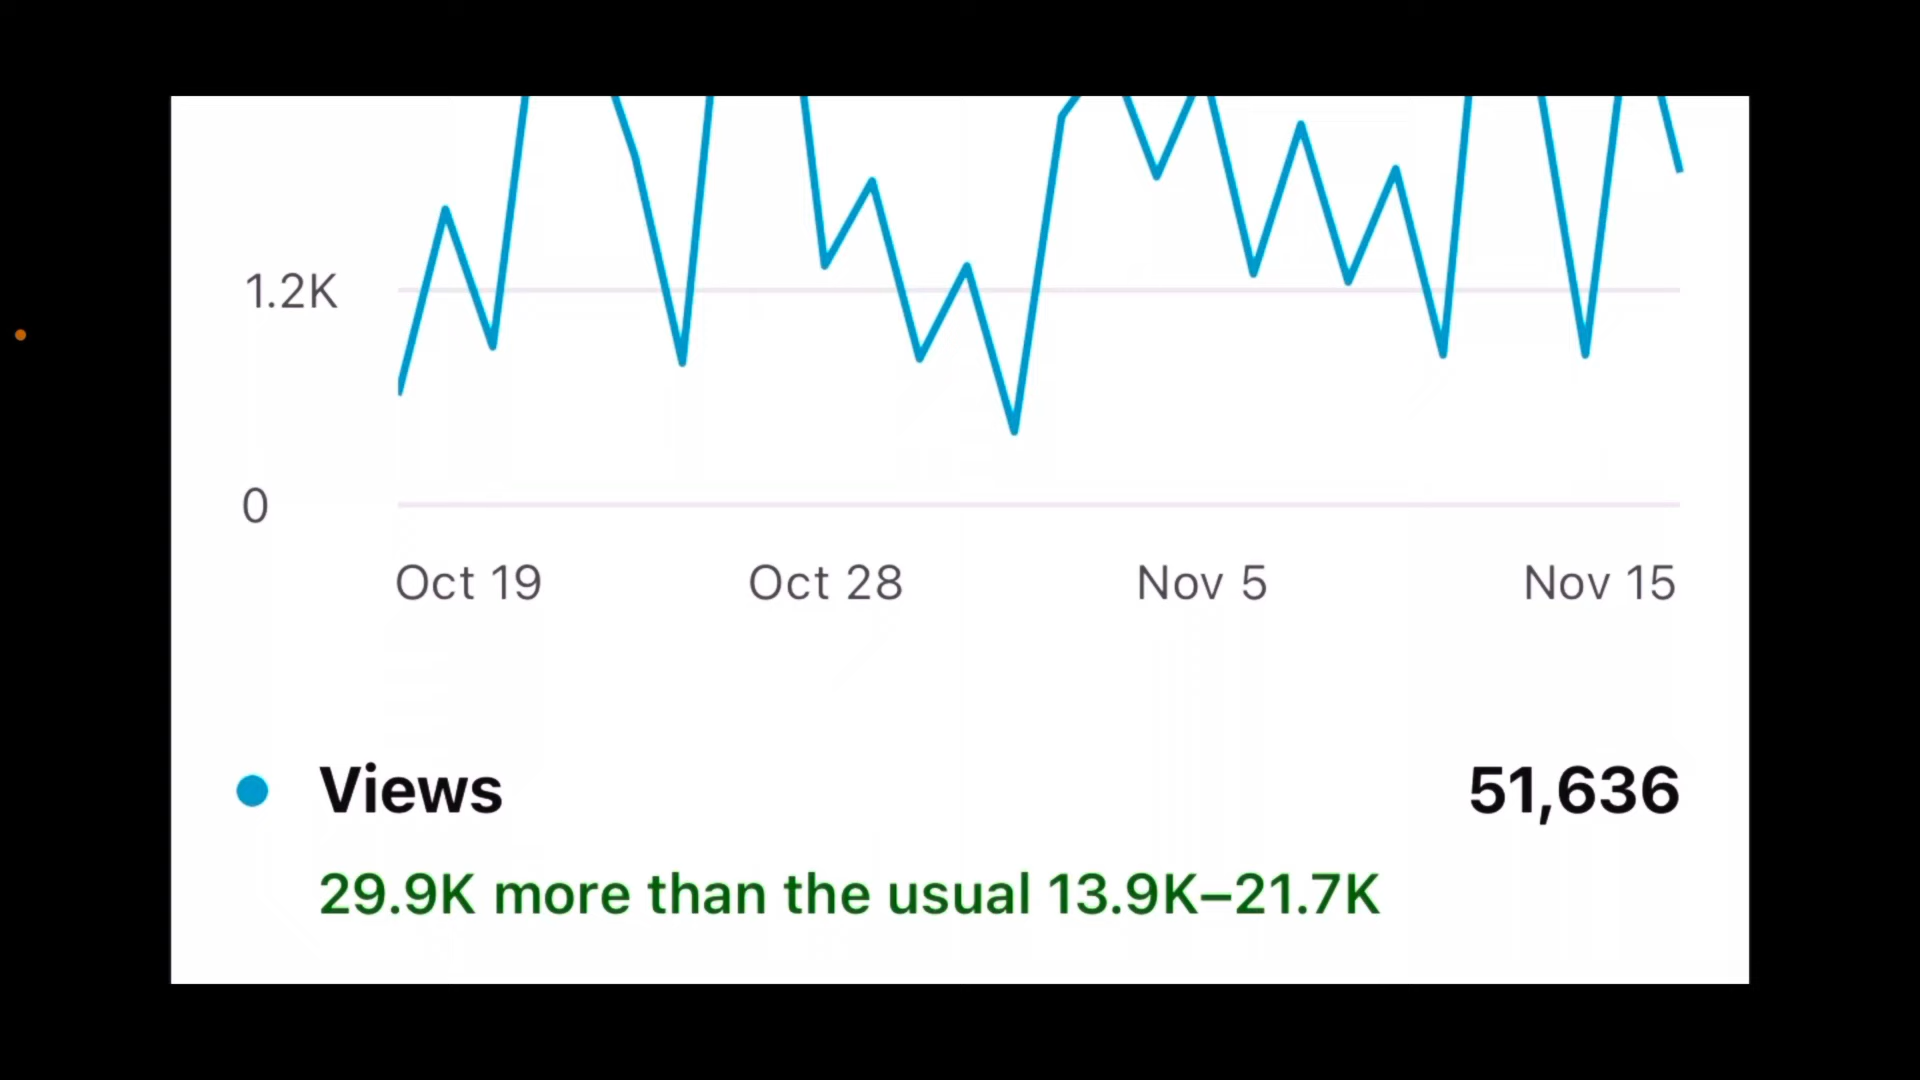 1.2K
0
Oct 19 Oct 28 Nov 5 Nov 15
Views 51,636
29.9K more than the usual 13.9K–21.7K